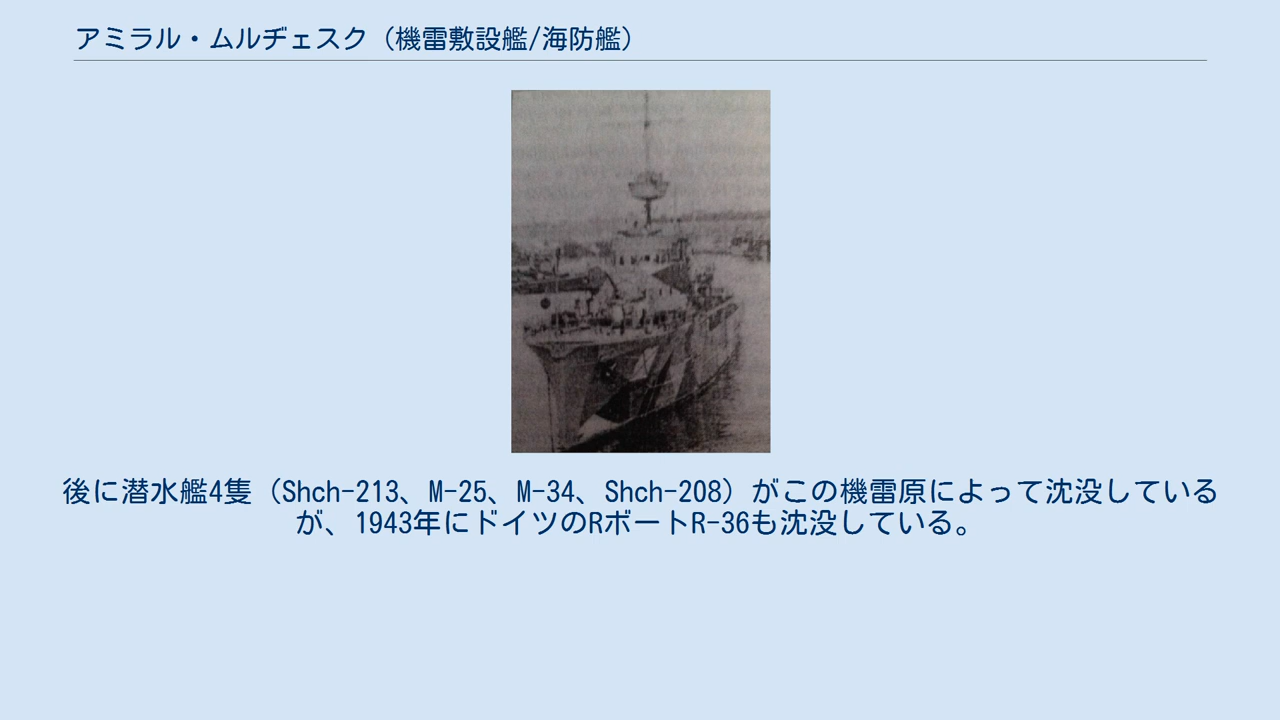 アミラル・ムルヂェスク（機雷敷設艦/海防艦）
後に潜水艦4隻（Shch-213、M-25、M-34、Shch-208）がこの機雷原によって沈没している
が、1943年にドイツのRボートR-36も沈没している。